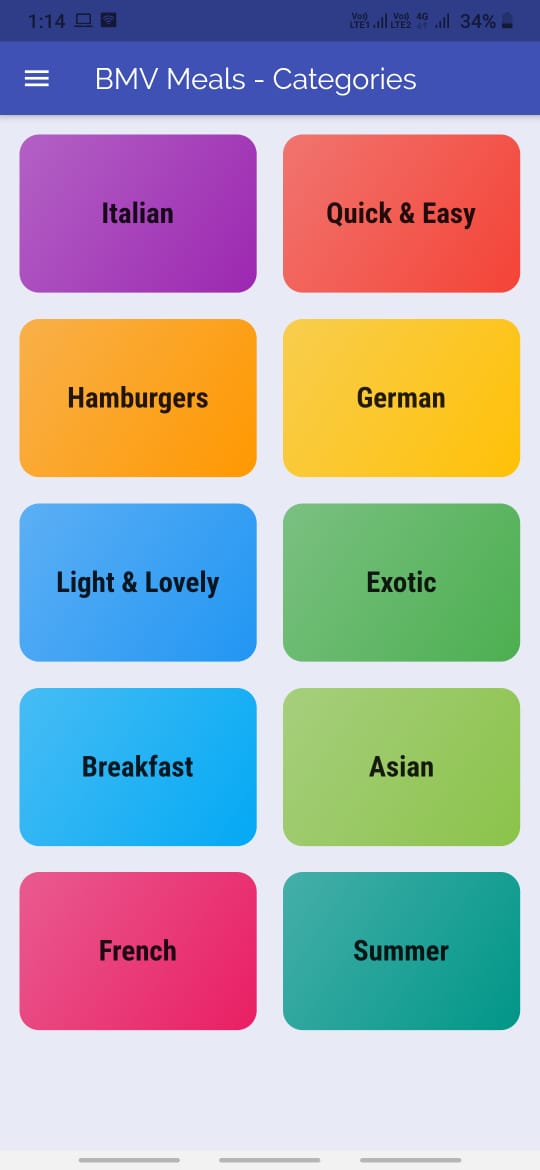 1:14 Vo)) LTE1 Vo)) LTE2 4G 34%
BMV Meals - Categories
Italian
Quick & Easy
Hamburgers
German
Light & Lovely
Exotic
Breakfast
Asian
French
Summer